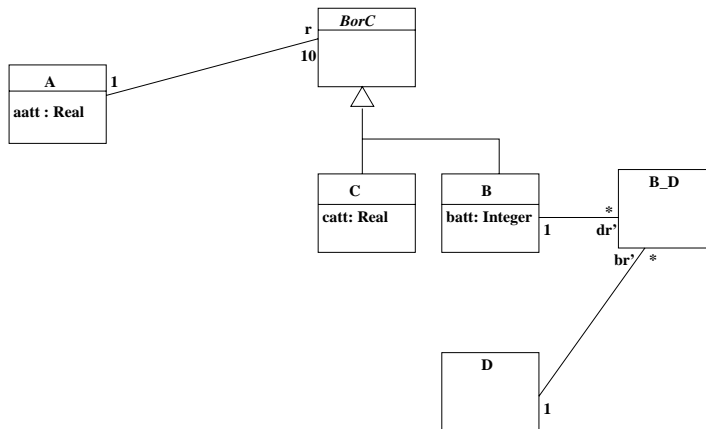 BorC
r
10
A
1
aatt : Real
C
B
B_D
catt: Real
batt: Integer
*
1
dr'
br'
*
D
1